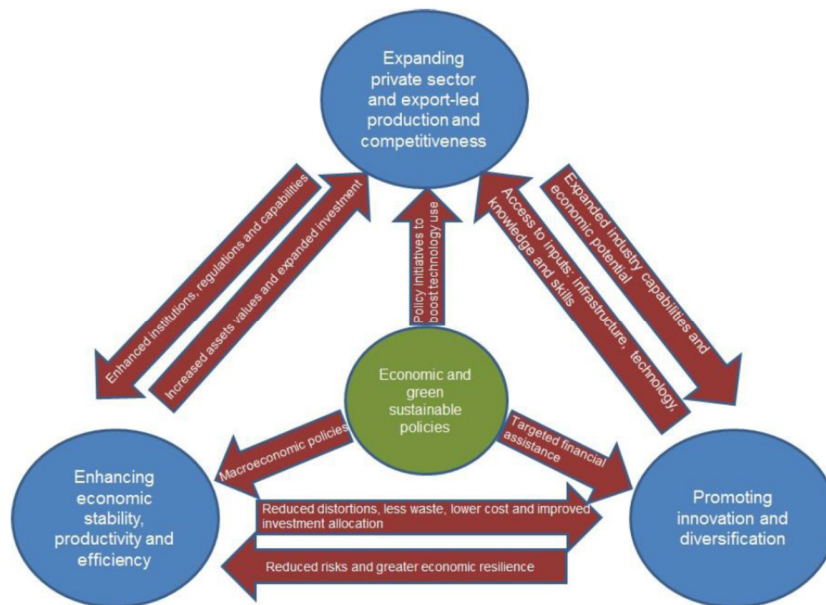 Expanding
private sector
and export-led
production and
competitiveness
Enhanced institutions, regulations and capabilities
Increased assets values and expanded investment
Policy initiatives to
boost technology use
Access to inputs: infrastructure, technology,
knowledge and skills
Expanded industry capabilities and
economic potential
Economic and
green
sustainable
policies
Macroeconomic policies
Targeted financial
assistance
Enhancing
economic
stability,
productivity and
efficiency
Reduced distortions, less waste, lower cost and improved
investment allocation
Reduced risks and greater economic resilience
Promoting
innovation and
diversification